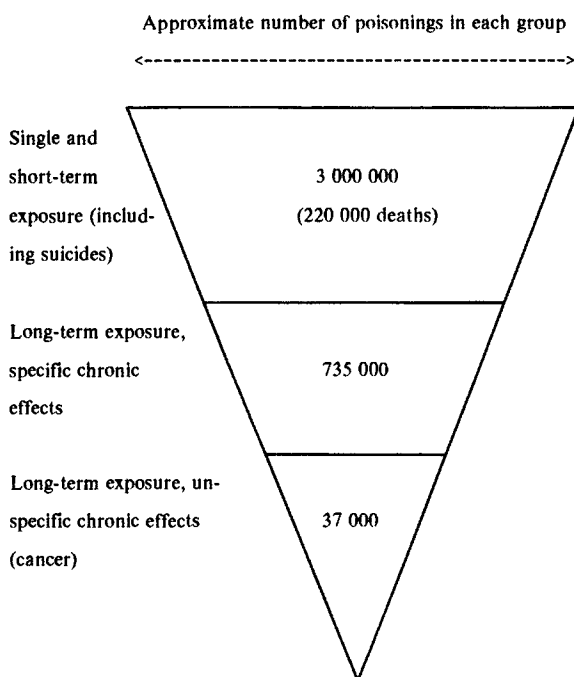 Approximate number of poisonings in each group
<---------------------------------------------->
Single and
short-term
exposure (includ-
ing suicides)
3 000 000
(220 000 deaths)
Long-term exposure,
specific chronic
effects
735 000
Long-term exposure, un-
specific chronic effects
(cancer)
37 000